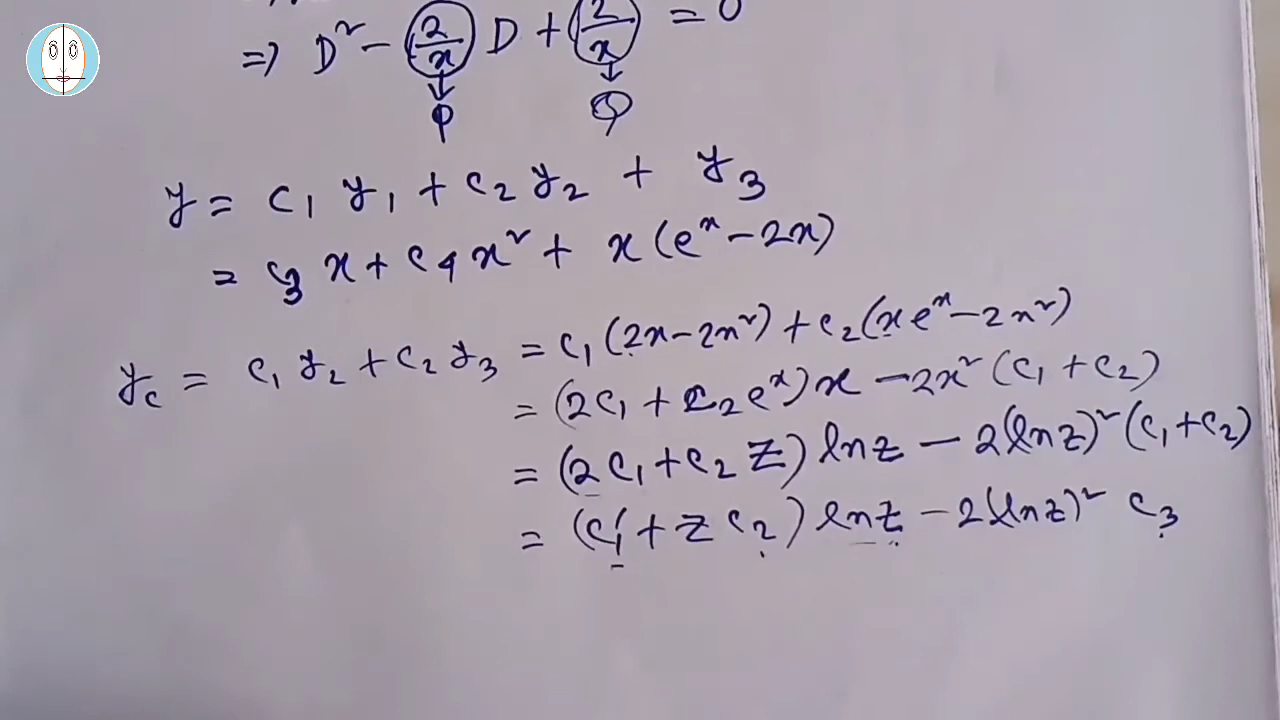 ⇒ D² − (2/x) D + (2/x) = 0
↓ ↓
P Q
y = c₁ y₁ + c₂ y₂ + y₃
= c₃ x + c₄ x² + x (eˣ − 2x)
y_c = c₁ y₂ + c₂ y₃ = c₁ (2x − 2x²) + c₂ (x eˣ − 2x²)
= (2c₁ + c₂ eˣ) x − 2x² (c₁ + c₂)
= (2c₁ + c₂ z) ln z − 2(ln z)² (c₁ + c₂)
= (c₁′ + z c₂) ln z − 2(ln z)² c₃